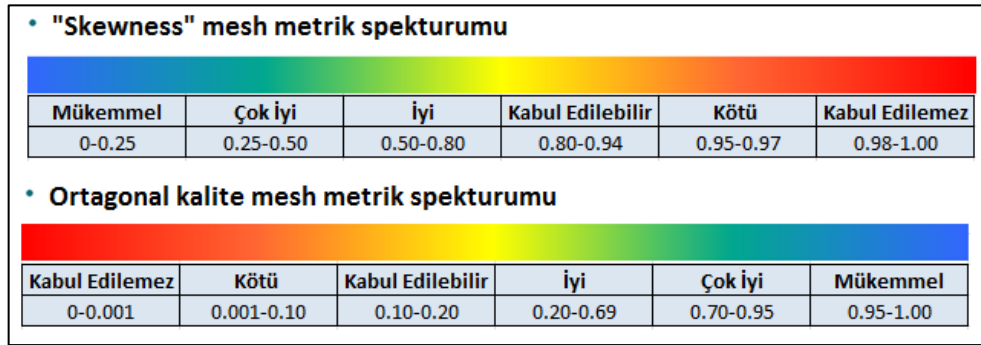 • "Skewness" mesh metrik spekturumu
Mükemmel Çok İyi İyi Kabul Edilebilir Kötü Kabul Edilemez
0-0.25 0.25-0.50 0.50-0.80 0.80-0.94 0.95-0.97 0.98-1.00
• Ortagonal kalite mesh metrik spekturumu
Kabul Edilemez Kötü Kabul Edilebilir İyi Çok İyi Mükemmel
0-0.001 0.001-0.10 0.10-0.20 0.20-0.69 0.70-0.95 0.95-1.00